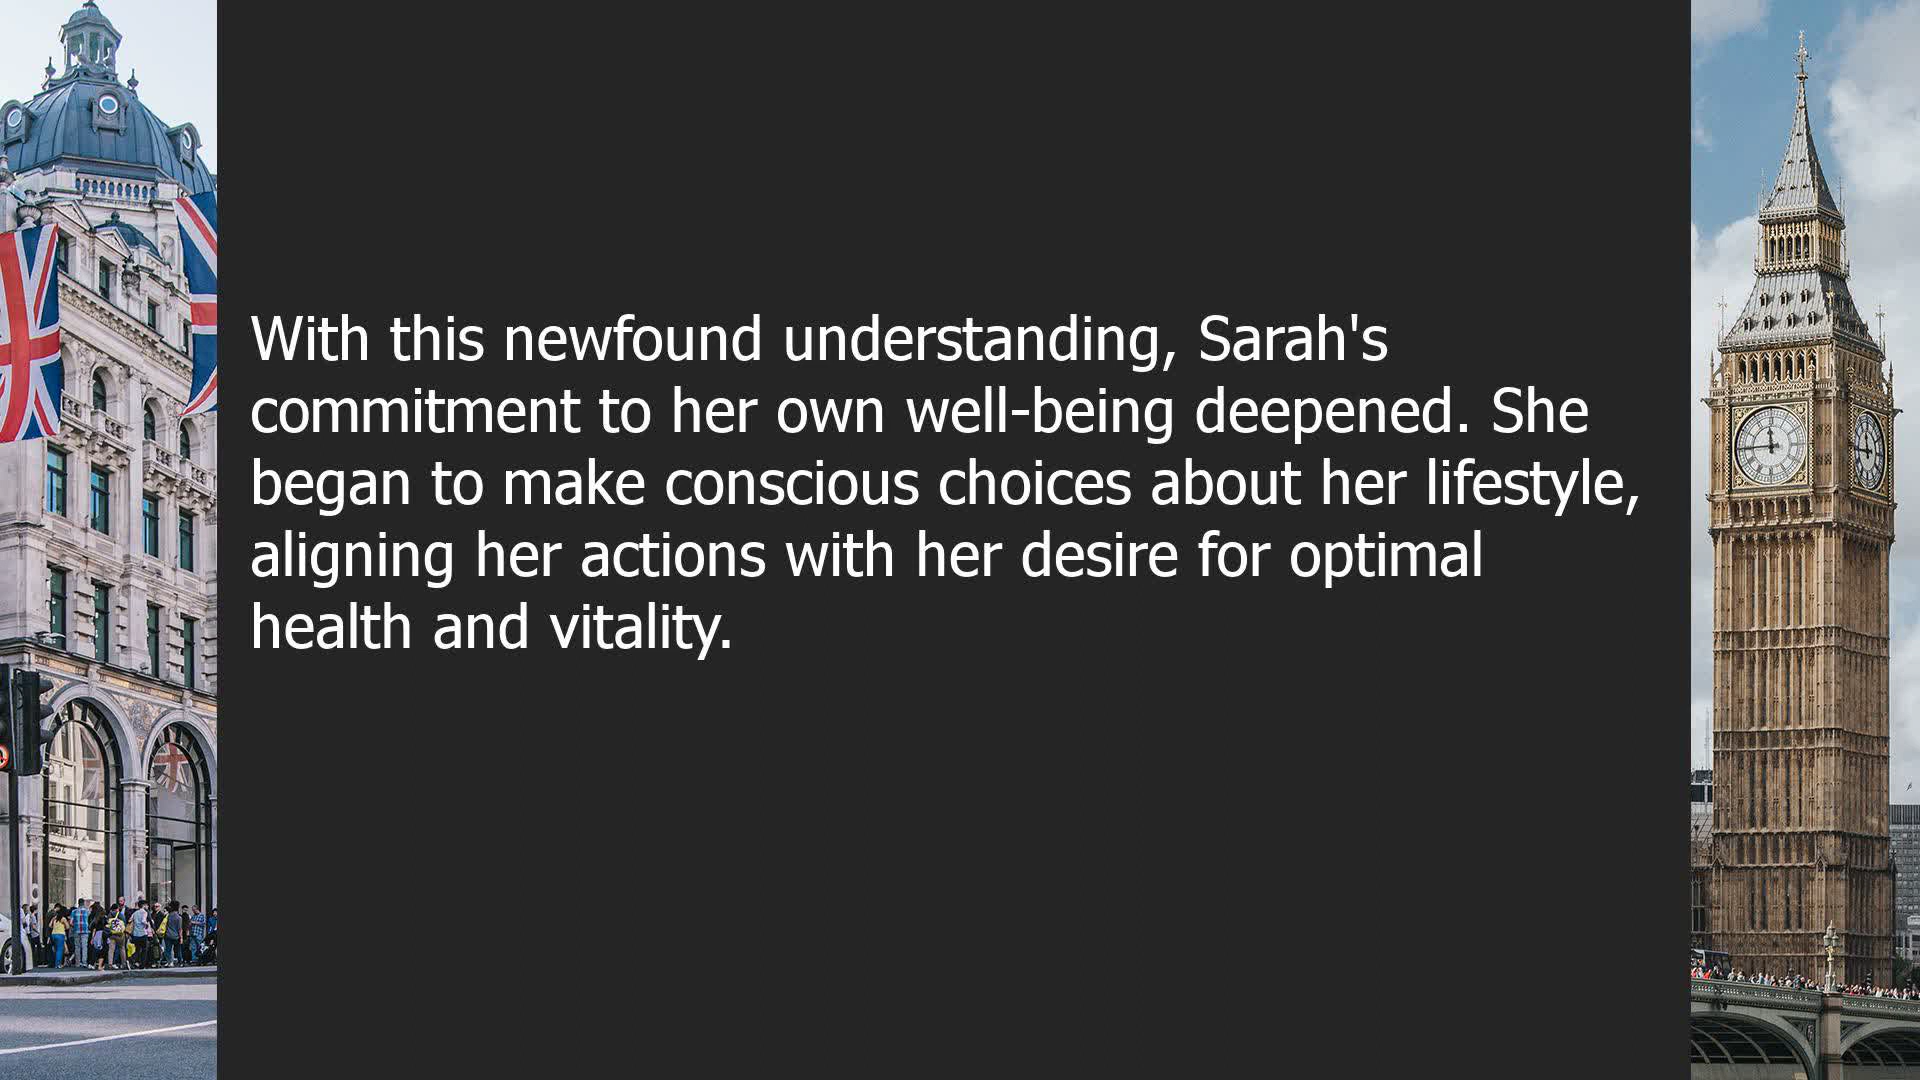 With this newfound understanding, Sarah's
commitment to her own well-being deepened. She
began to make conscious choices about her lifestyle,
aligning her actions with her desire for optimal
health and vitality.